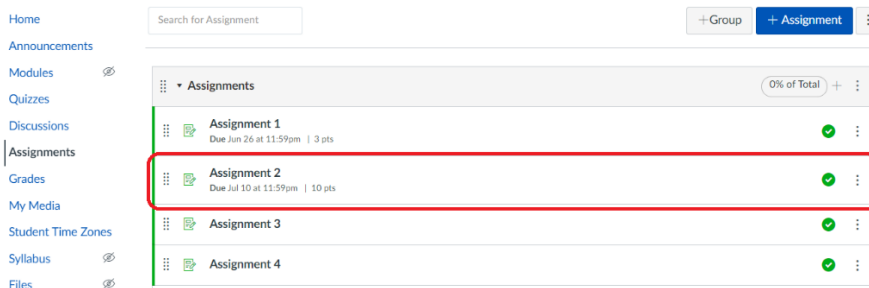 Home
Announcements
Modules
Quizzes
Discussions
Assignments
Grades
My Media
Student Time Zones
Syllabus
Files
Search for Assignment
+Group
+ Assignment
Assignments
0% of Total
Assignment 1
Due Jun 26 at 11:59pm | 3 pts
Assignment 2
Due Jul 10 at 11:59pm | 10 pts
Assignment 3
Assignment 4